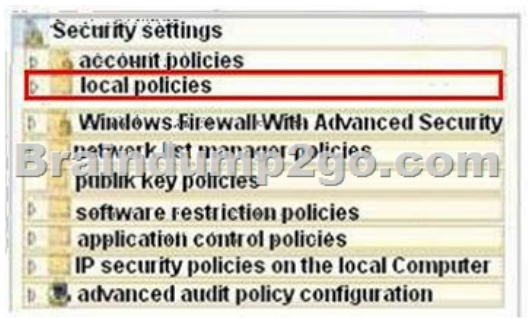 Security settings
account policies
local policies
Windows Firewall With Advanced Security
network list manager policies
Braindump2go.com
publik key policies
software restriction policies
application control policies
IP security policies on the local Computer
advanced audit policy configuration